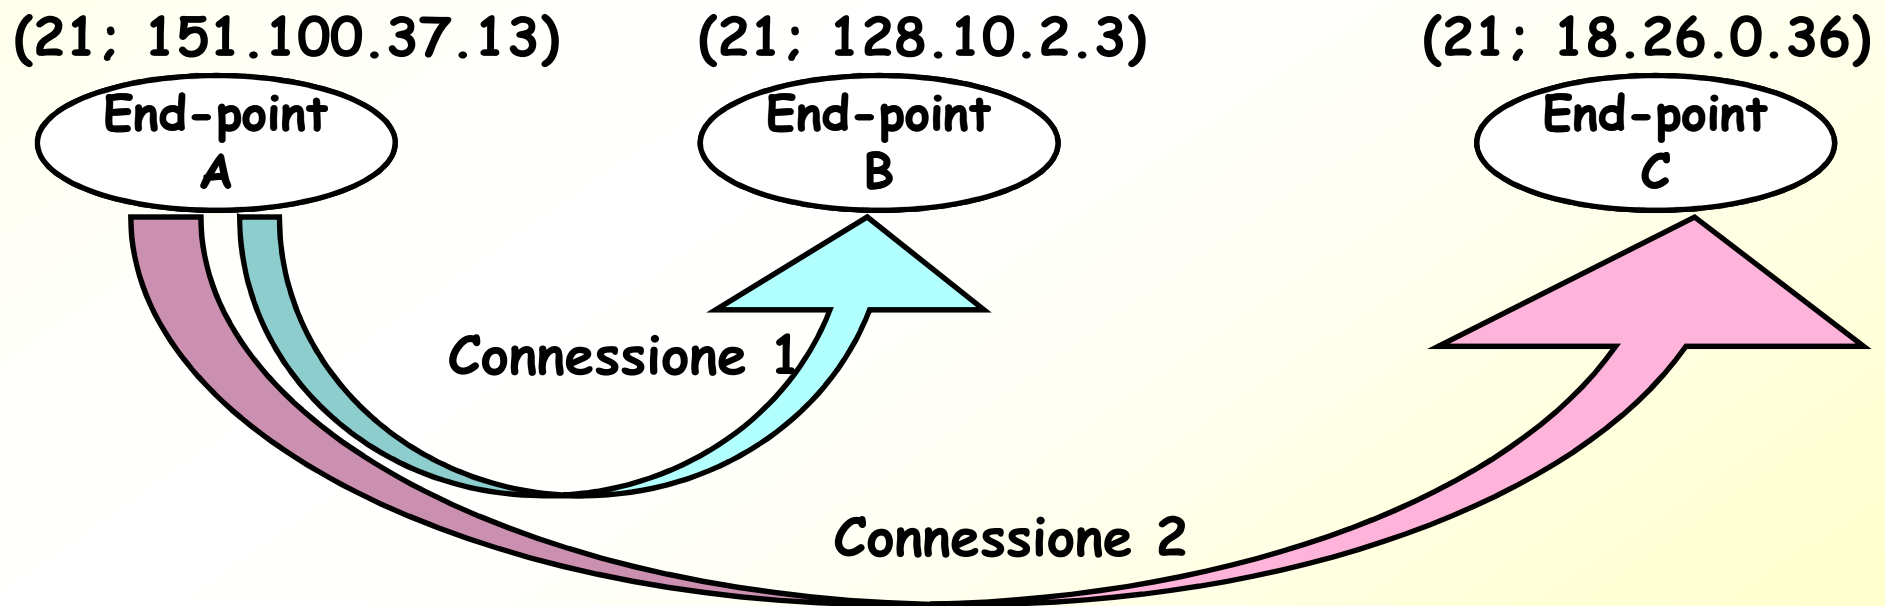 (21; 151.100.37.13)
(21; 128.10.2.3)
(21; 18.26.0.36)
End-point
A
End-point
B
End-point
C
Connessione 1
Connessione 2